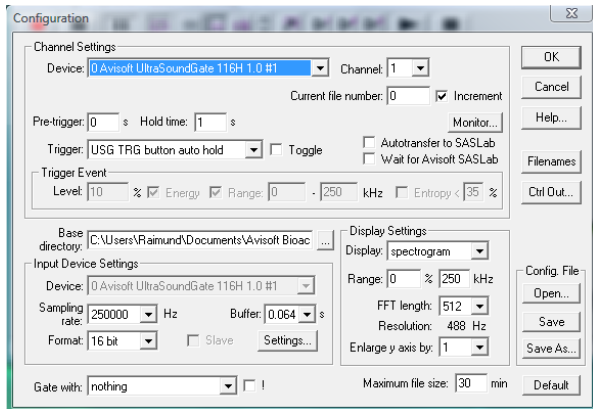 Configuration
Channel Settings
Device: 0 Avisoft UltraSoundGate 116H 1.0 #1 Channel: 1
OK
Current file number: 0 Increment
Cancel
Pre-trigger: 0 s Hold time: 1 s Monitor... Help...
Trigger: USG TRG button auto hold Toggle
Autotransfer to SASLab
Wait for Avisoft SASLab
Filenames
Trigger Event
Level: 10 % Energy Range: 0 - 250 kHz Entropy < 35 %
Ctrl Out...
Base
directory: C:\Users\Raimund\Documents\Avisoft Bioac ...
Input Device Settings
Device: 0 Avisoft UltraSoundGate 116H 1.0 #1
Sampling
rate: 250000 Hz Buffer: 0.064 s
Format: 16 bit Slave Settings...
Gate with: nothing !
Display Settings
Display: spectrogram
Range: 0 % 250 kHz
FFT length: 512
Resolution: 488 Hz
Enlarge y axis by: 1
Maximum file size: 30 min
Config. File
Open...
Save
Save As...
Default